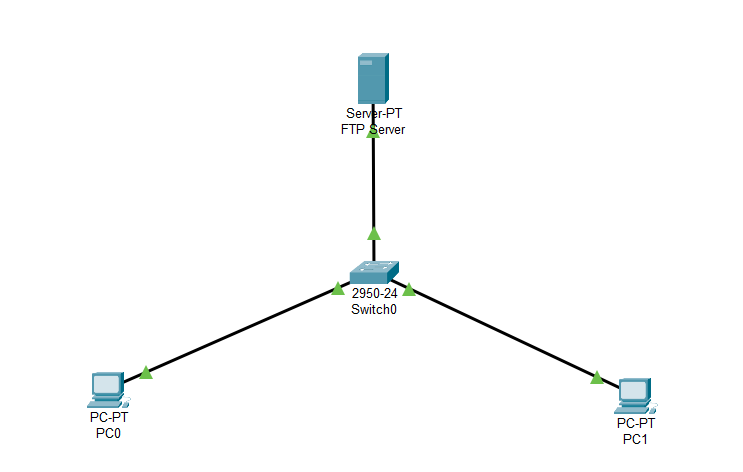 Server-PT
FTP Server
2950-24
Switch0
PC-PT
PC0
PC-PT
PC1